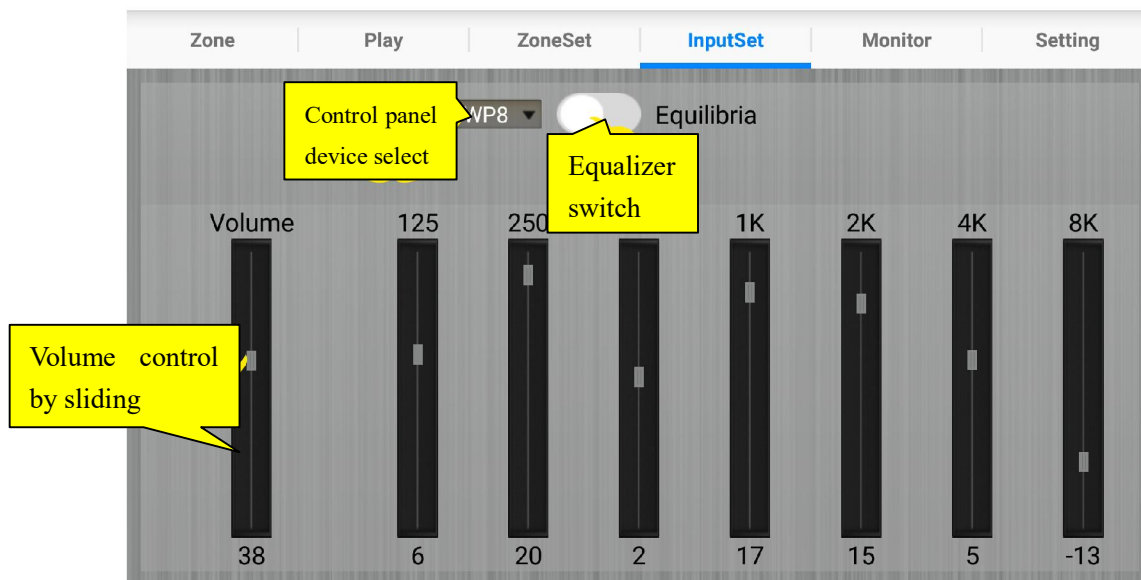 Zone Play ZoneSet InputSet Monitor Setting
Control panel
device select
WP8
Equilibria
Equalizer
switch
Volume 125 250 1K 2K 4K 8K
Volume control
by sliding
38 6 20 2 17 15 5 -13